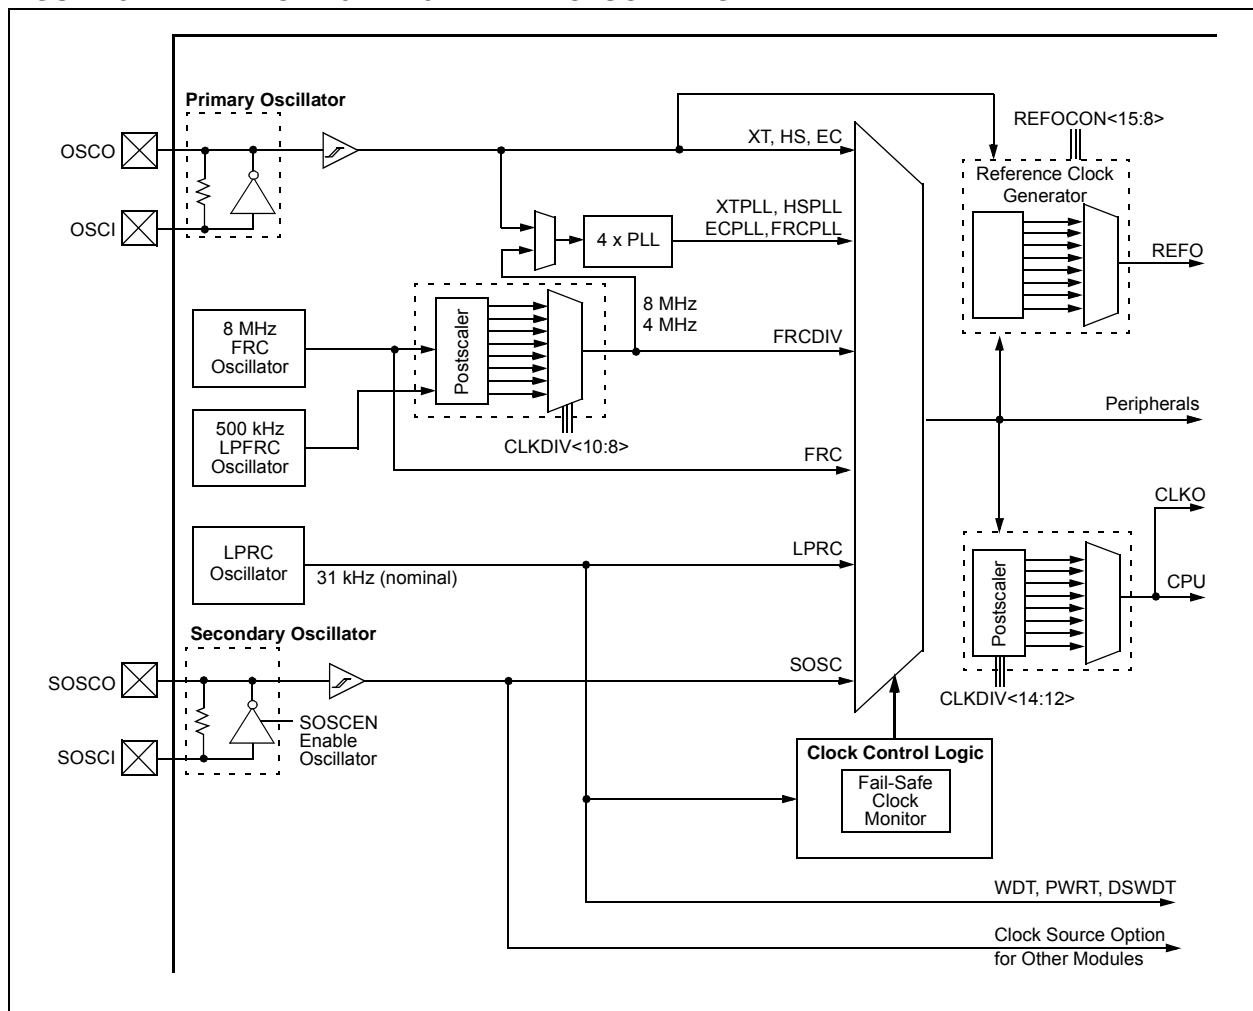 Primary Oscillator
OSCO
OSCI
XT, HS, EC
REFOCON<15:8>
Reference Clock
Generator
XTPLL, HSPLL
ECPLL,FRCPLL
4 x PLL
REFO
8 MHz
4 MHz
8 MHz
FRC
Oscillator
Postscaler
FRCDIV
Peripherals
500 kHz
LPFRC
Oscillator
CLKDIV<10:8>
FRC
CLKO
LPRC
Oscillator
31 kHz (nominal)
LPRC
CPU
Postscaler
CLKDIV<14:12>
Secondary Oscillator
SOSCO
SOSCI
SOSC
SOSCEN
Enable
Oscillator
Clock Control Logic
Fail-Safe
Clock
Monitor
WDT, PWRT, DSWDT
Clock Source Option
for Other Modules